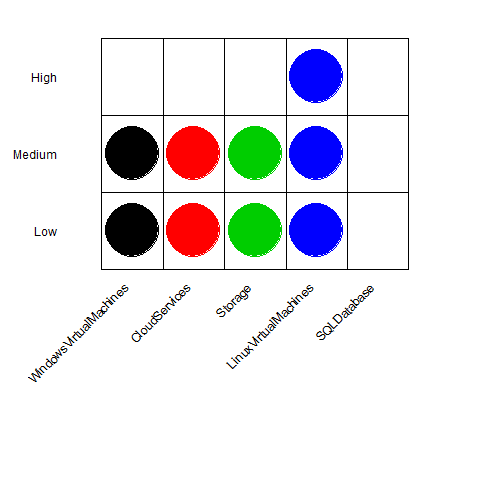 High
Medium
Low
WindowsVirtualMachines
CloudServices
Storage
LinuxVirtualMachines
SQLDatabase